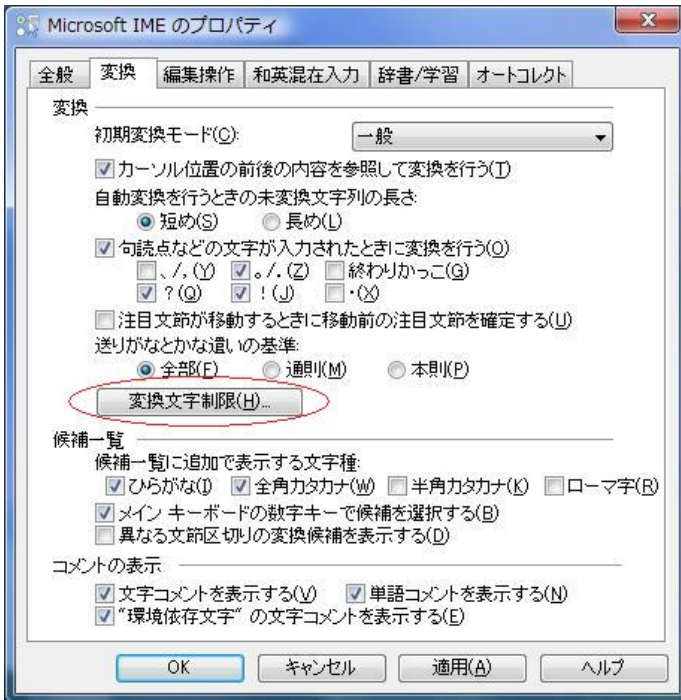 Microsoft IME のプロパティ
全般 変換 編集操作 和英混在入力 辞書/学習 オートコレクト
変換
初期変換モード(C): 一般
カーソル位置の前後の内容を参照して変換を行う(T)
自動変換を行うときの未変換文字列の長さ:
短め(S) 長め(L)
句読点などの文字が入力されたときに変換を行う(O)
、/,(Y) 。/.(Z) 終わりかっこ(G)
?(Q) !(J) ・(X)
注目文節が移動するときに移動前の注目文節を確定する(U)
送りがなとかな遣いの基準:
全部(F) 通則(M) 本則(P)
変換文字制限(H)...
候補一覧
候補一覧に追加で表示する文字種:
ひらがな(I) 全角カタカナ(W) 半角カタカナ(K) ローマ字(R)
メイン キーボードの数字キーで候補を選択する(B)
異なる文節区切りの変換候補を表示する(D)
コメントの表示
文字コメントを表示する(V) 単語コメントを表示する(N)
"環境依存文字" の文字コメントを表示する(E)
OK キャンセル 適用(A) ヘルプ